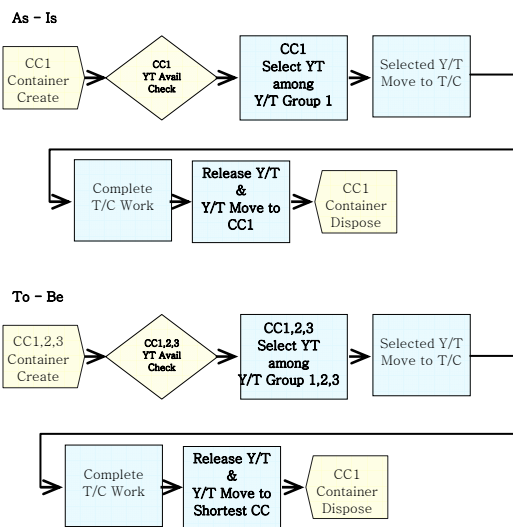 As - Is
CC1
Container
Create
CC1
YT Avail
Check
CC1
Select YT
among
Y/T Group 1
Selected Y/T
Move to T/C
Complete
T/C Work
Release Y/T
&
Y/T Move to
CC1
CC1
Container
Dispose
To - Be
CC1,2,3
Container
Create
CC1,2,3
YT Avail
Check
CC1,2,3
Select YT
among
Y/T Group 1,2,3
Selected Y/T
Move to T/C
Complete
T/C Work
Release Y/T
&
Y/T Move to
Shortest CC
CC1
Container
Dispose